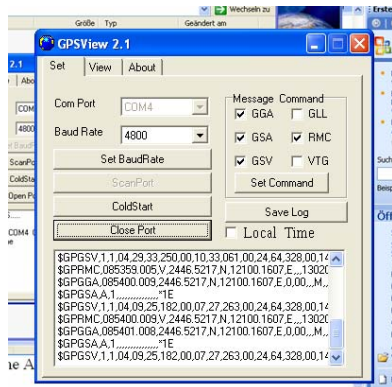 Wechseln zu
Größe Typ Geändert am
GPSView 2.1
Set View About
Com Port COM4
Baud Rate 4800
Set BaudRate
ScanPort
ColdStart
Close Port
Message Command
GGA GLL
GSA RMC
GSV VTG
Set Command
Save Log
Local Time
$GPGSV,1,1,04,29,33,250,00,10,33,061,00,24,64,328,00,14
$GPRMC,085359.005,V,2446.5217,N,12100.1607,E,,,13020
$GPGGA,085400.009,2446.5217,N,12100.1607,E,0,00,,,M,,
$GPGSA,A,1,,,,,,,,,,,,,,,*1E
$GPGSV,1,1,04,09,25,182,00,07,27,263,00,24,64,328,00,14
$GPRMC,085400.009,V,2446.5217,N,12100.1607,E,,,13020
$GPGGA,085401.008,2446.5217,N,12100.1607,E,0,00,,,M,,
$GPGSA,A,1,,,,,,,,,,,,,,,*1E
$GPGSV,1,1,04,09,25,182,00,07,27,263,00,24,64,328,00,14
2.1
COM
4800
ScanPo
ColdSta
Open Po
COM4
Erste
Such
Beisp
Öff